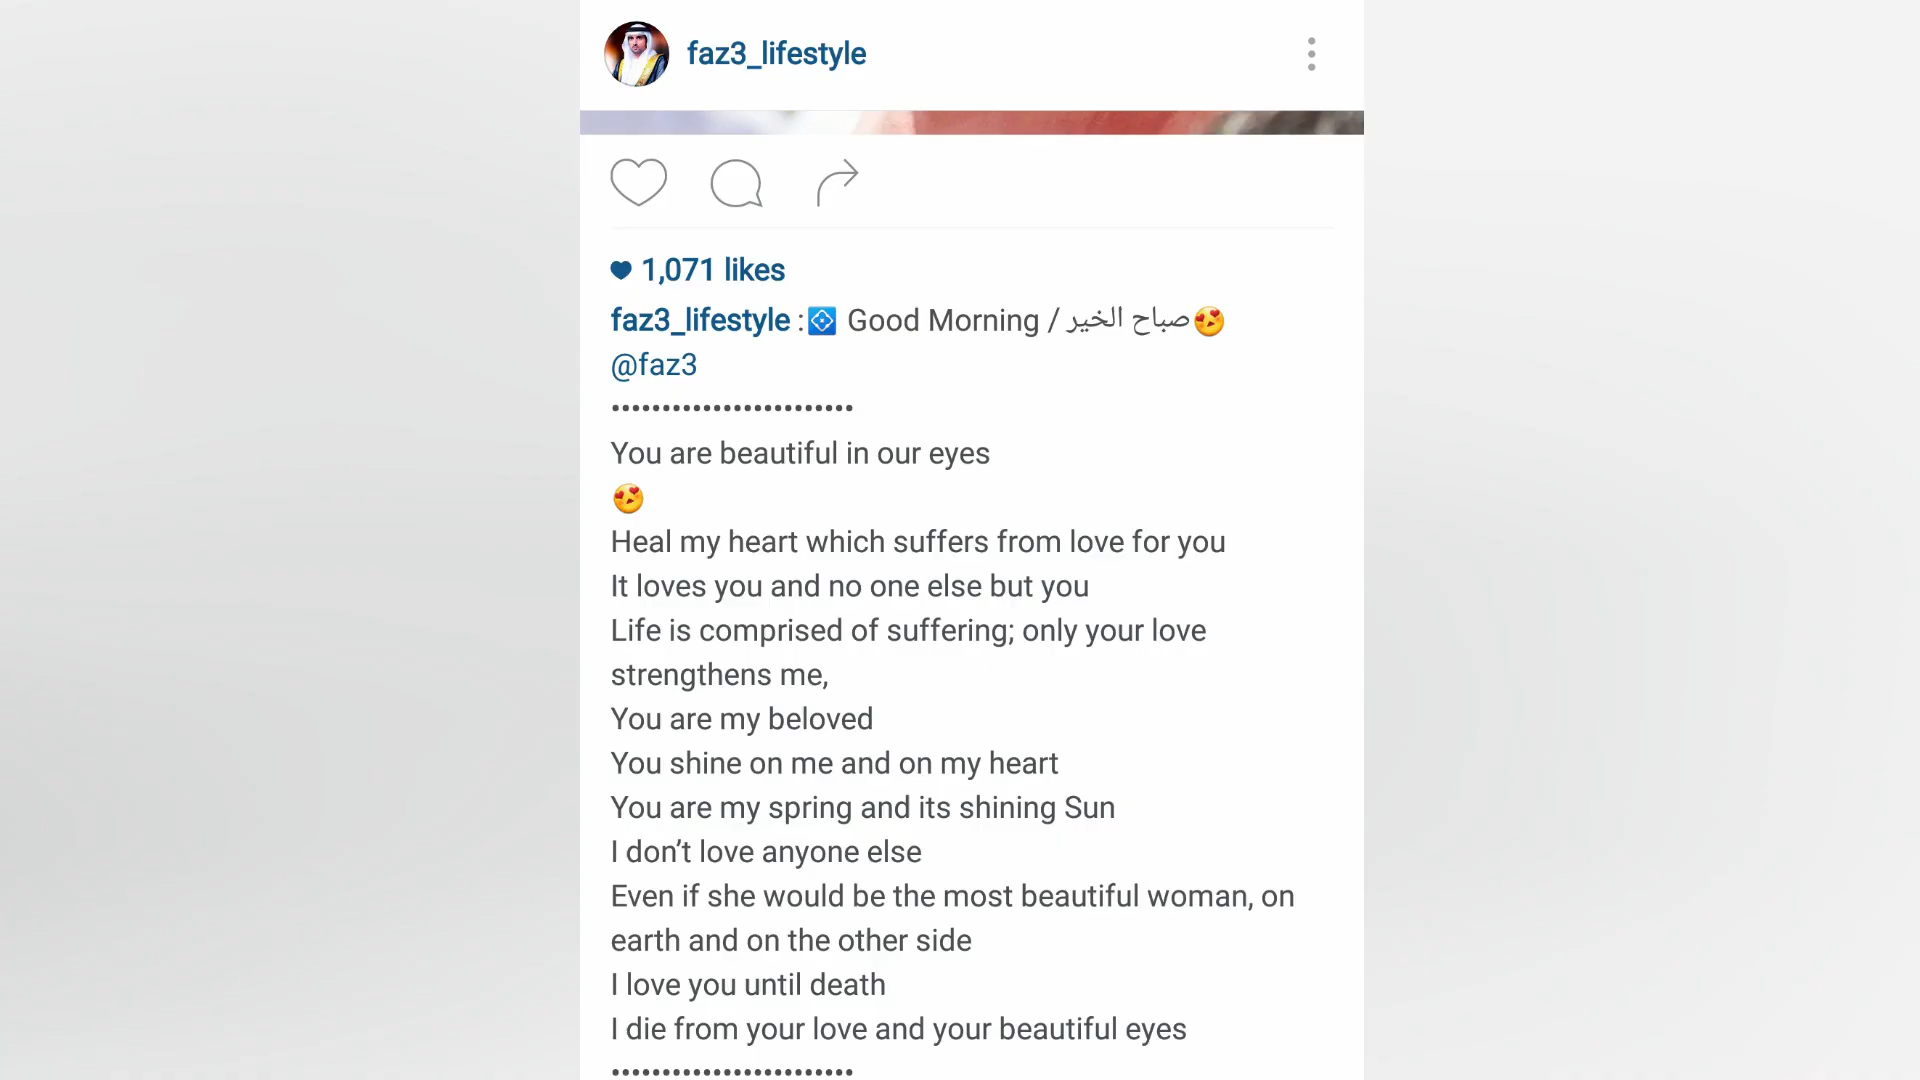 faz3_lifestyle
1,071 likes
faz3_lifestyle :💠 Good Morning / صباح الخير😍
@faz3
••••••••••••••••••••••••
You are beautiful in our eyes
😍
Heal my heart which suffers from love for you
It loves you and no one else but you
Life is comprised of suffering; only your love
strengthens me,
You are my beloved
You shine on me and on my heart
You are my spring and its shining Sun
I don’t love anyone else
Even if she would be the most beautiful woman, on
earth and on the other side
I love you until death
I die from your love and your beautiful eyes
••••••••••••••••••••••••